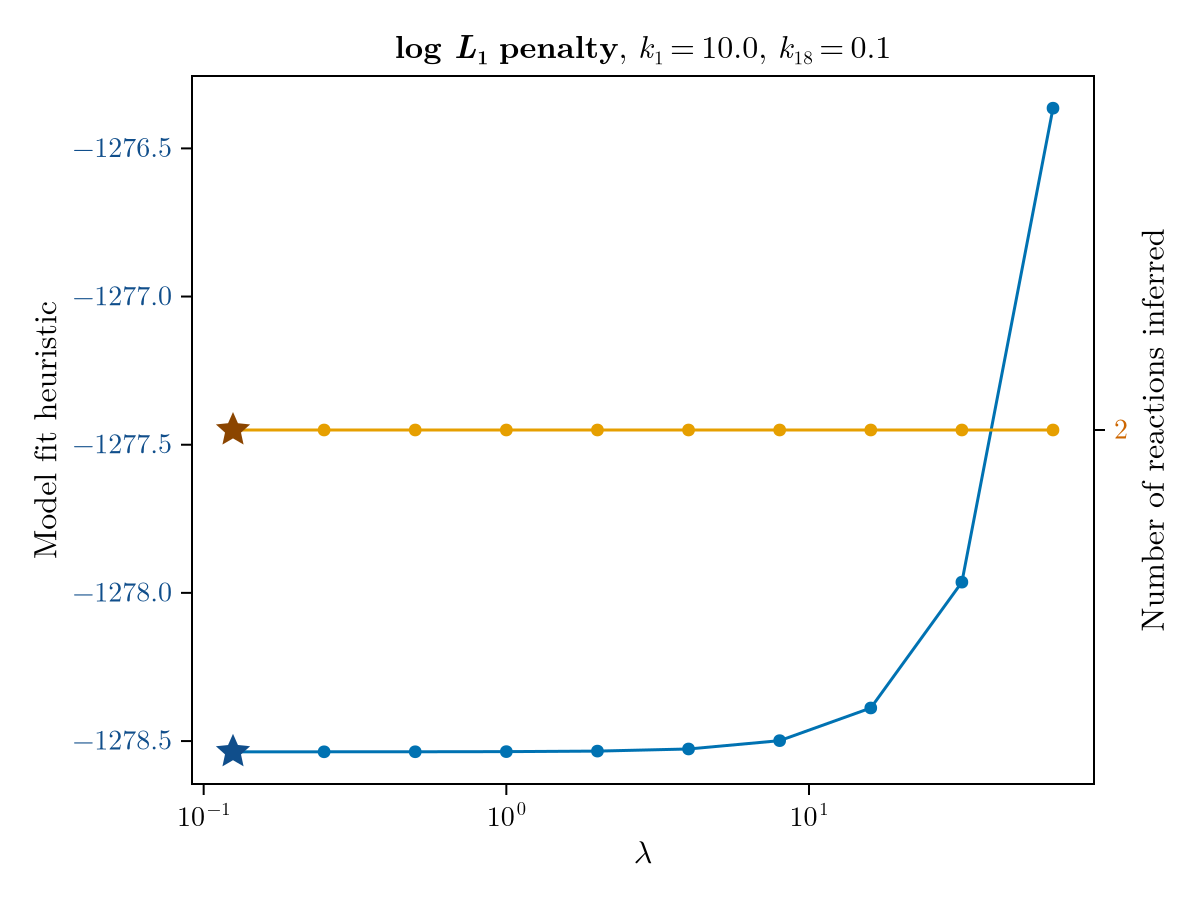 log L₁ penalty, k₁ = 10.0, k₁₈ = 0.1
Model fit heuristic
−1276.5
−1277.0
−1277.5
−1278.0
−1278.5
2
Number of reactions inferred
10⁻¹ 10⁰ 10¹
λ